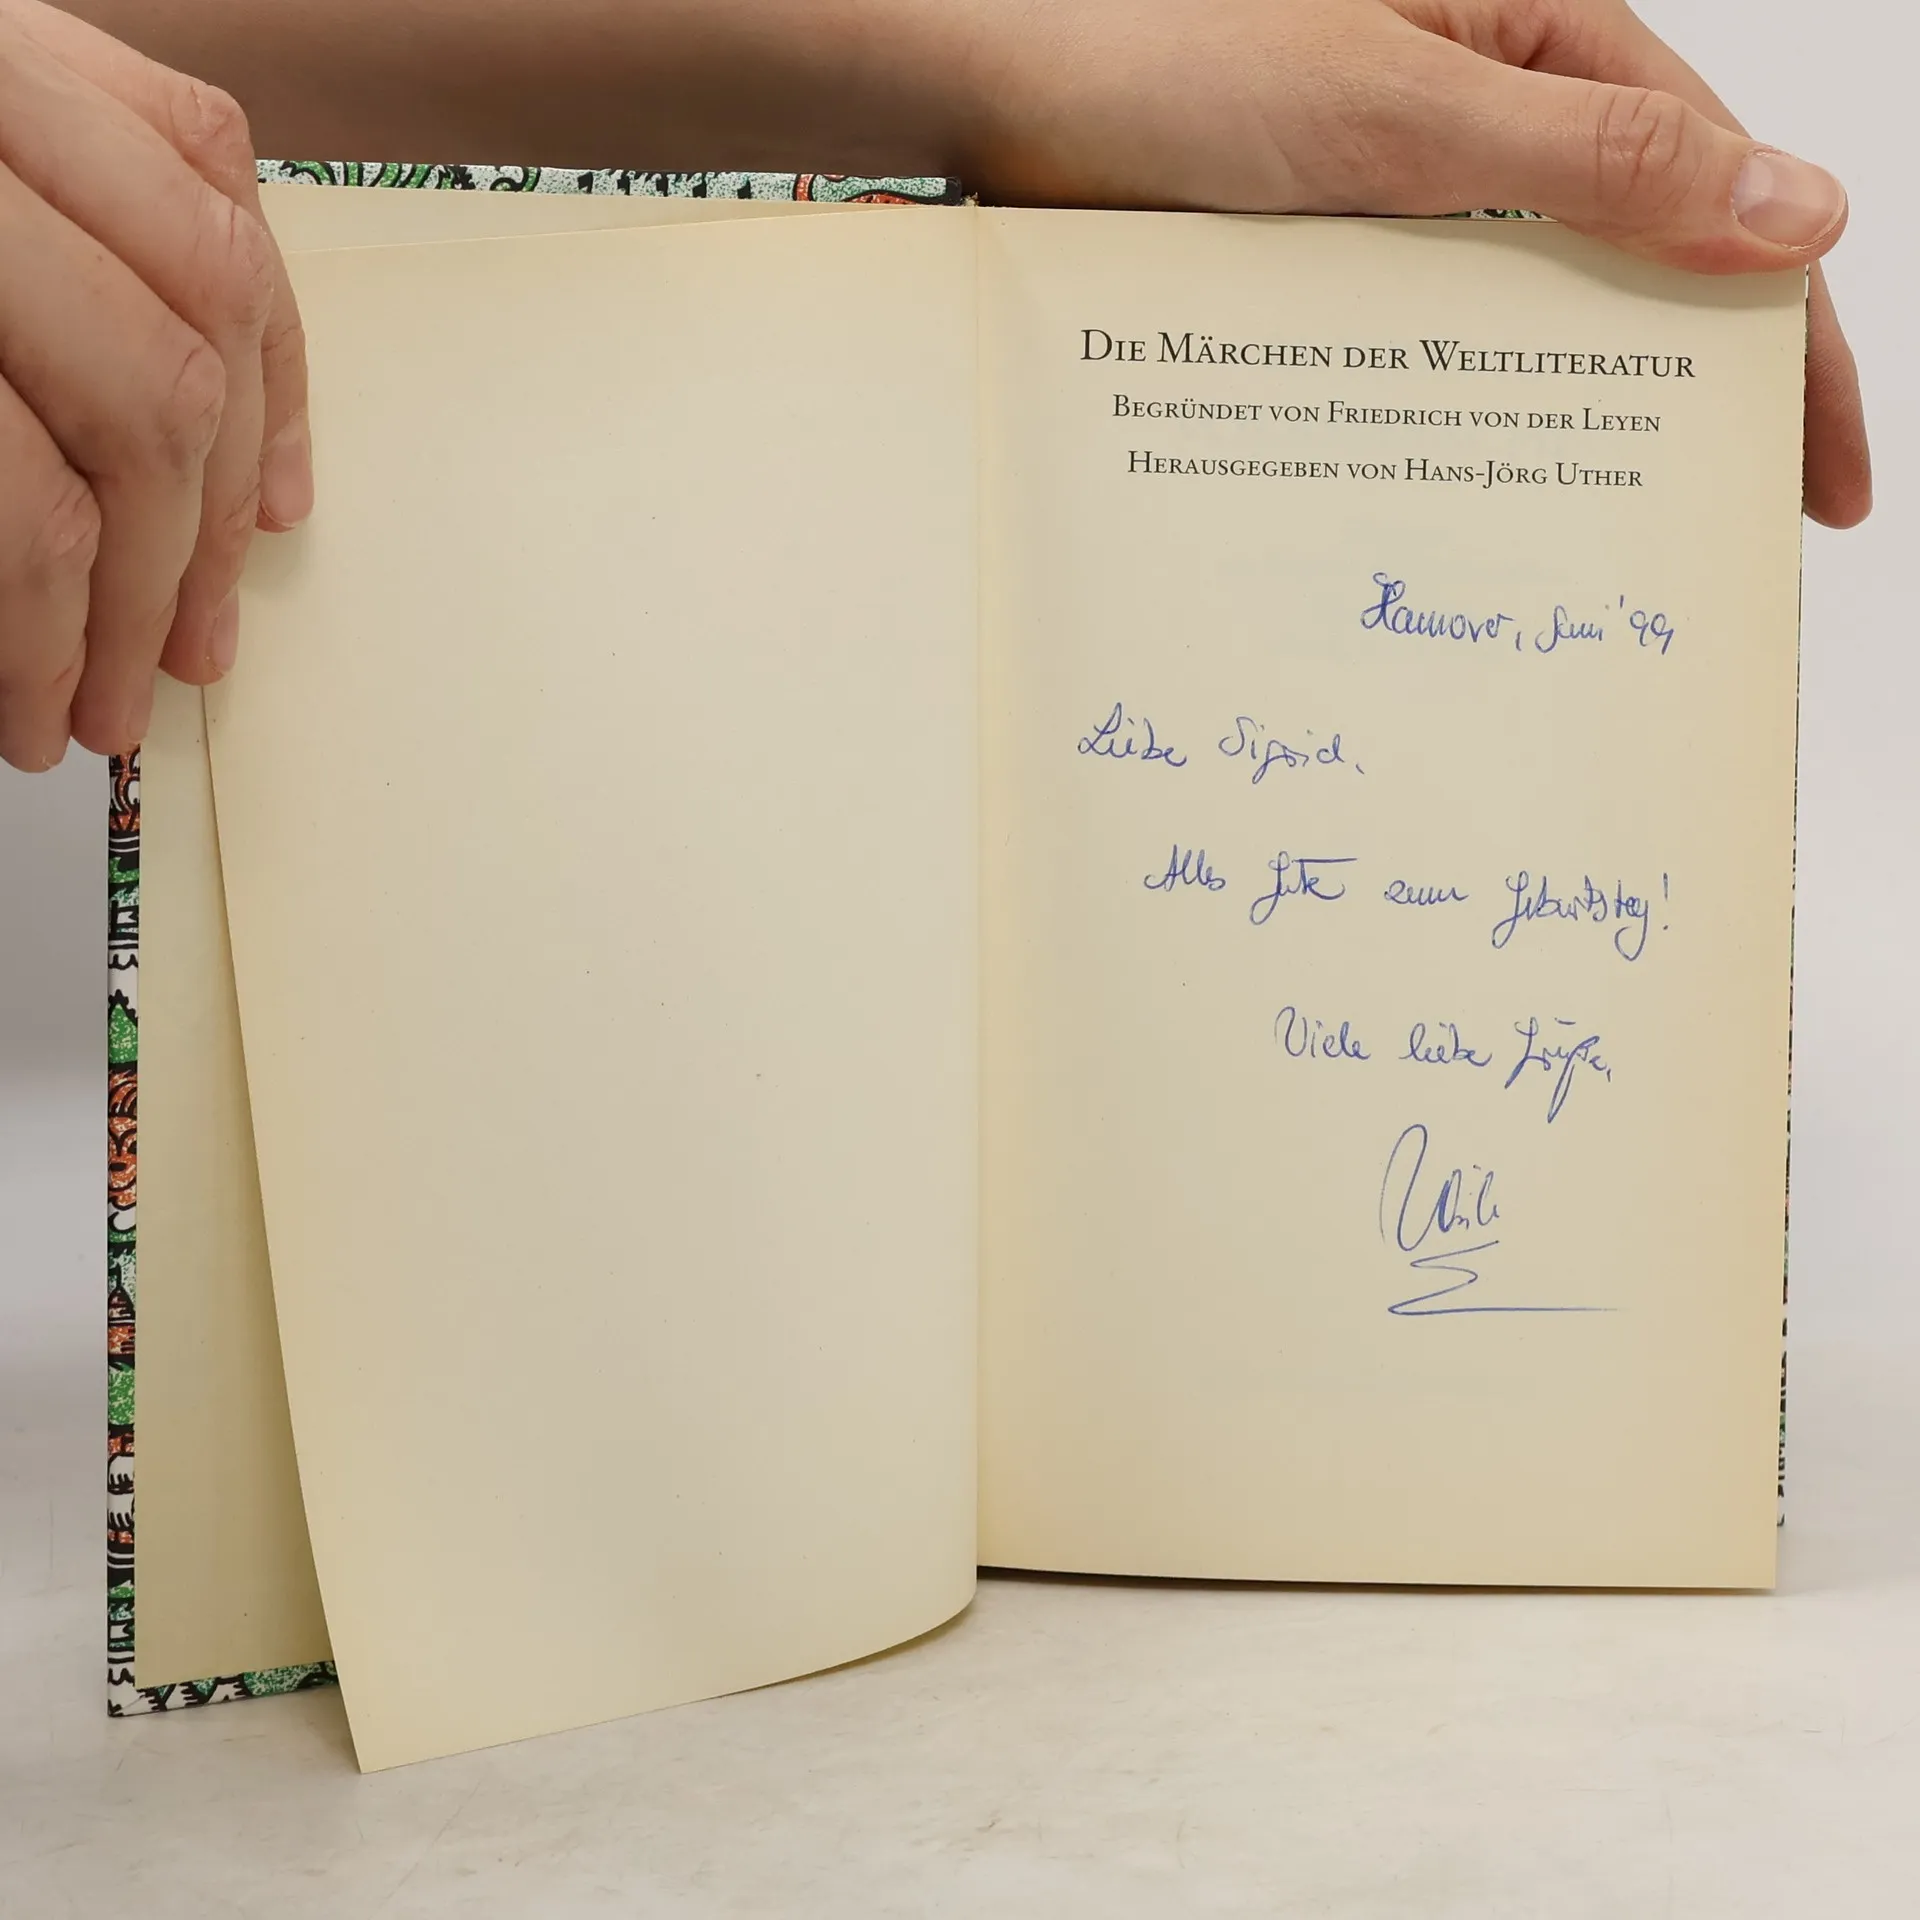 Die Märchen der Weltliteratur
Begründet von Friedrich von der Leyen
Herausgegeben von Hans-Jörg Uther
Hannover, Juni '99
Liebe Sigrid,
Alles Gute zum Geburtstag!
Viele liebe Grüße,